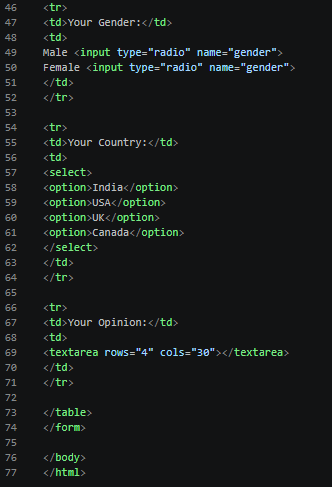 46 <tr>
47 <td>Your Gender:</td>
48 <td>
49 Male <input type="radio" name="gender">
50 Female <input type="radio" name="gender">
51 </td>
52 </tr>
53
54 <tr>
55 <td>Your Country:</td>
56 <td>
57 <select>
58 <option>India</option>
59 <option>USA</option>
60 <option>UK</option>
61 <option>Canada</option>
62 </select>
63 </td>
64 </tr>
65
66 <tr>
67 <td>Your Opinion:</td>
68 <td>
69 <textarea rows="4" cols="30"></textarea>
70 </td>
71 </tr>
72
73 </table>
74 </form>
75
76 </body>
77 </html>